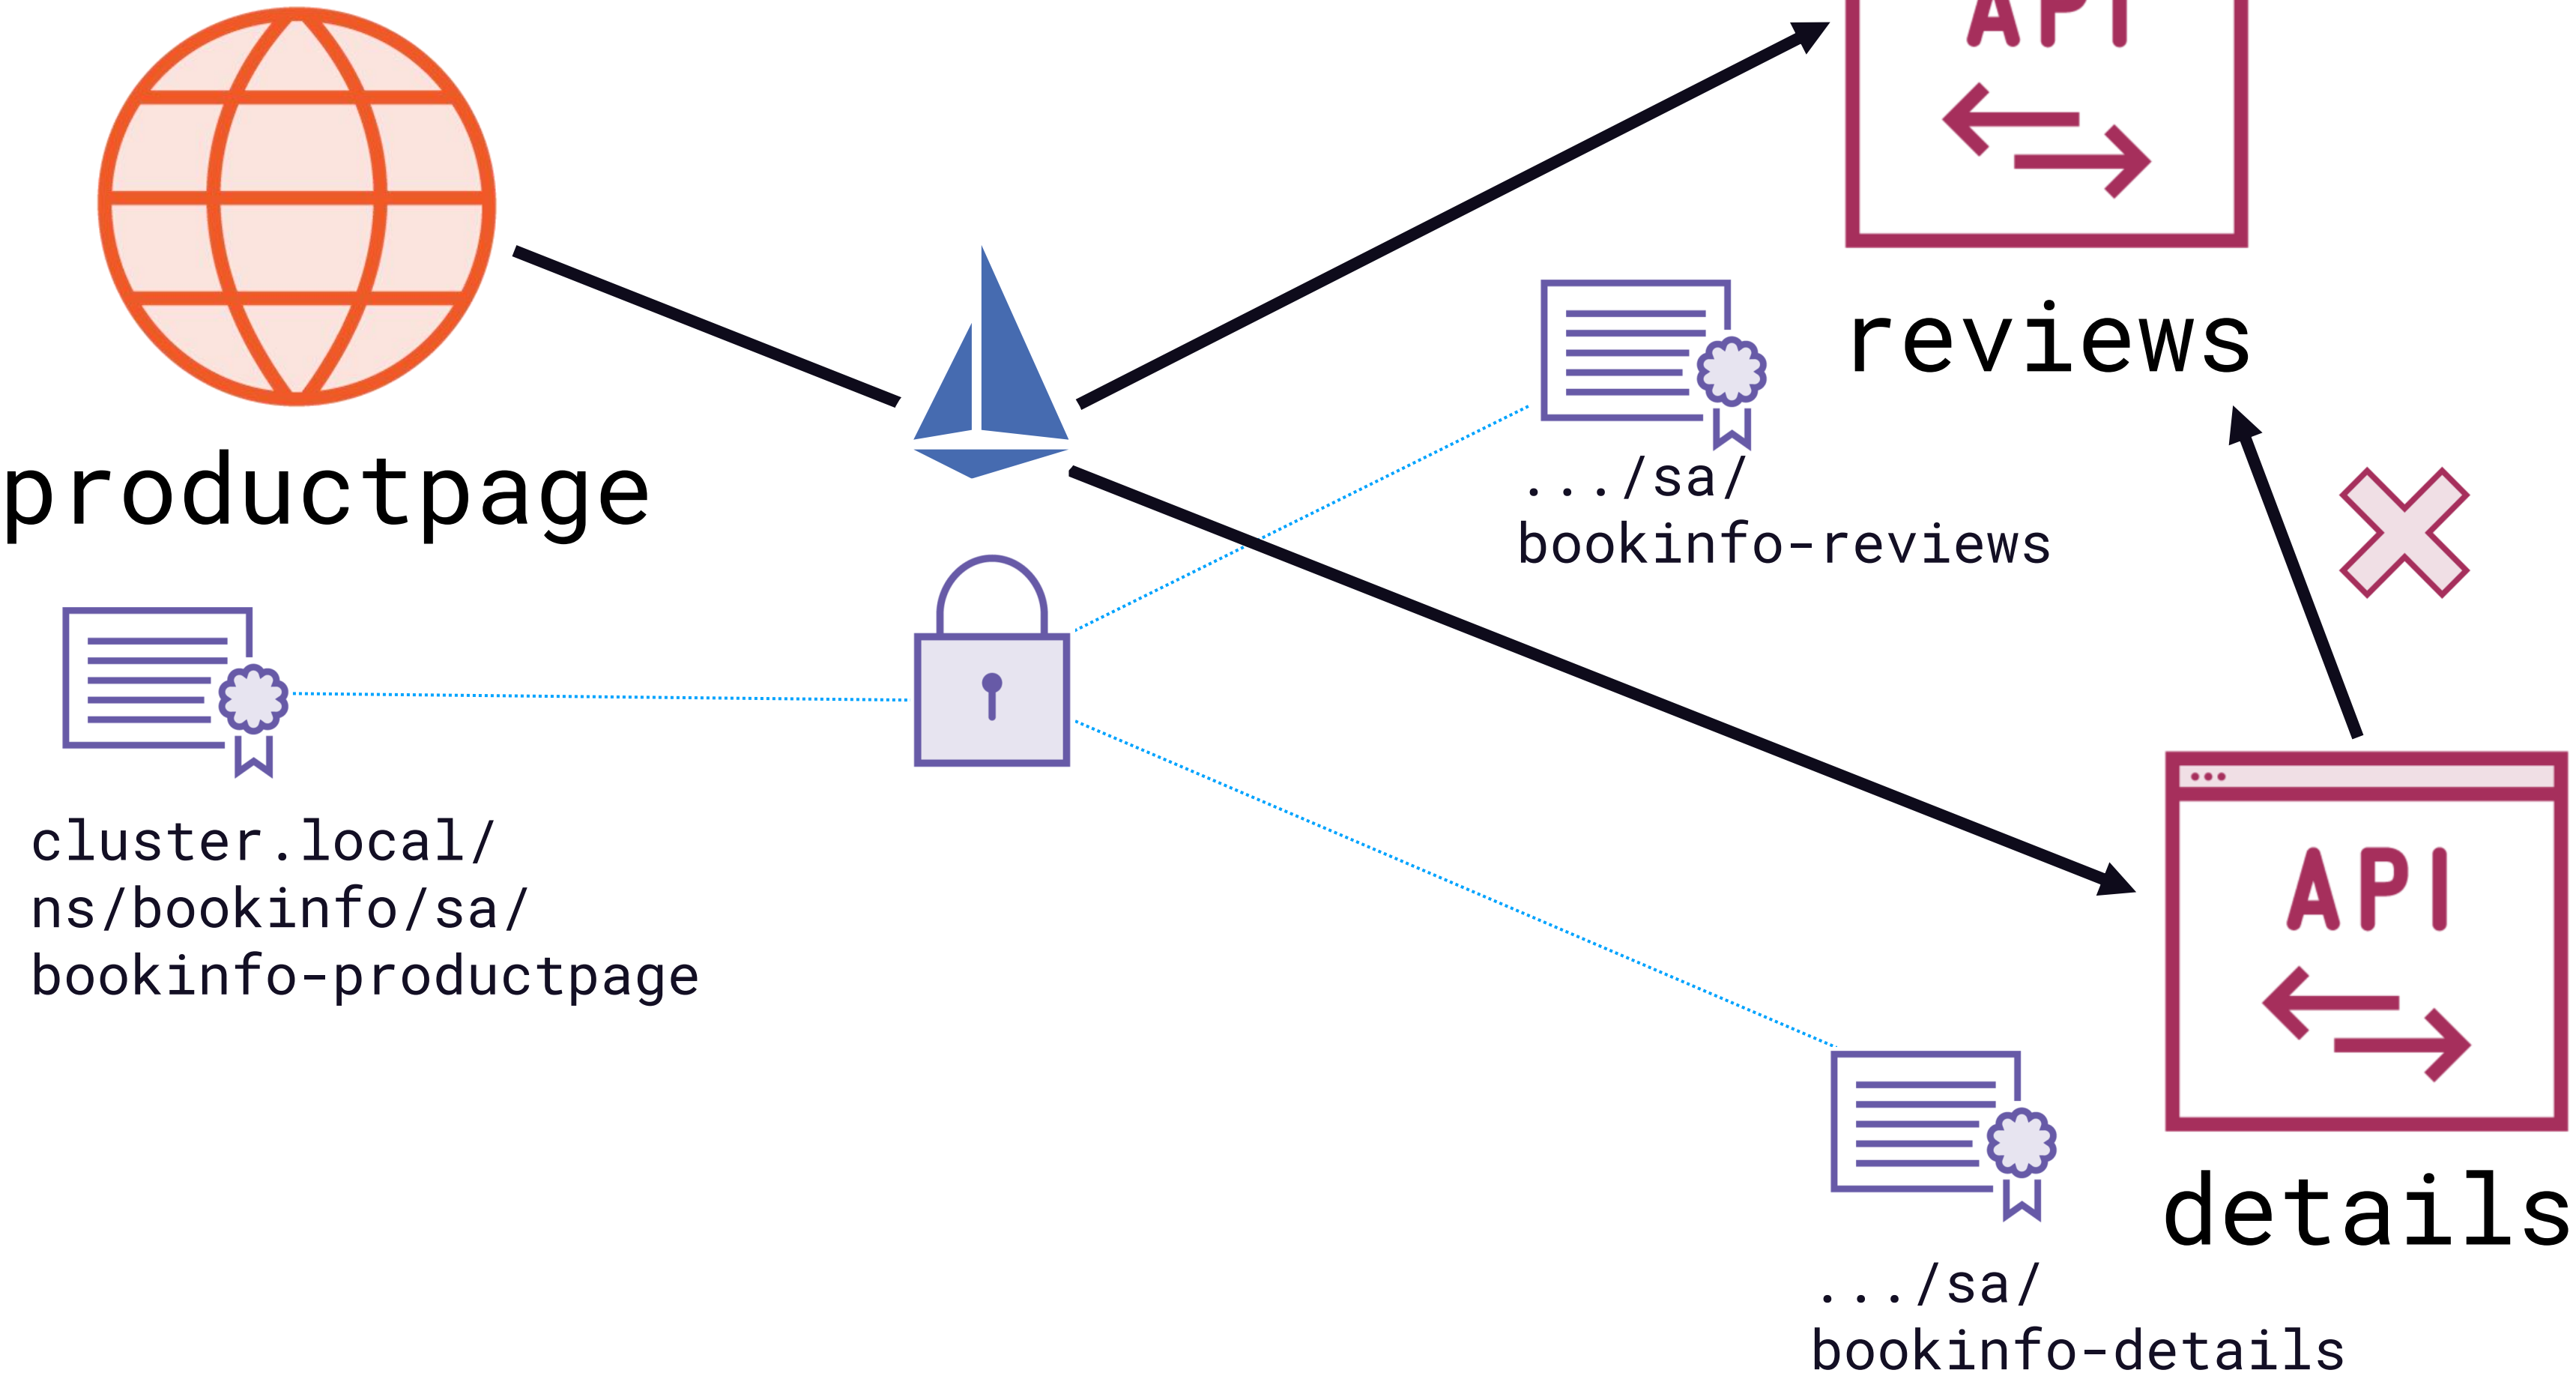 API
reviews
productpage
.../sa/
bookinfo-reviews
cluster.local/
ns/bookinfo/sa/
bookinfo-productpage
API
details
.../sa/
bookinfo-details